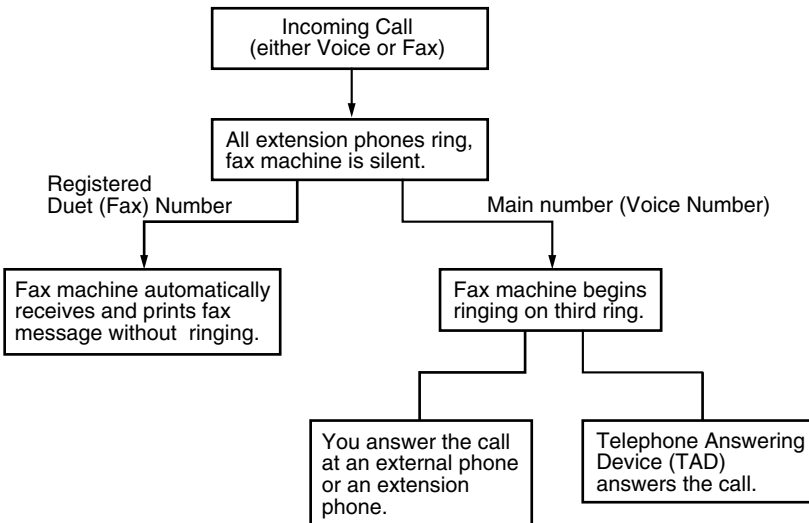 Incoming Call
(either Voice or Fax)
All extension phones ring,
fax machine is silent.
Registered
Duet (Fax) Number
Main number (Voice Number)
Fax machine automatically
receives and prints fax
message without ringing.
Fax machine begins
ringing on third ring.
You answer the call
at an external phone
or an extension
phone.
Telephone Answering
Device (TAD)
answers the call.